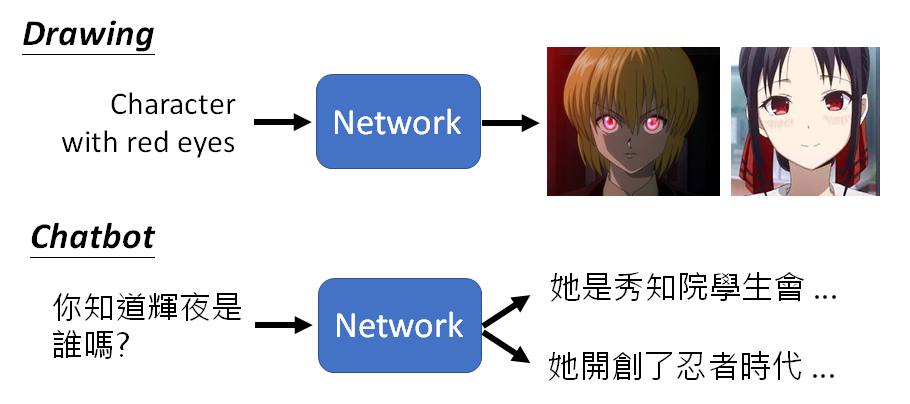 Drawing
Character
with red eyes
Network
Chatbot
你知道輝夜是
誰嗎?
Network
她是秀知院學生會 ...
她開創了忍者時代 ...